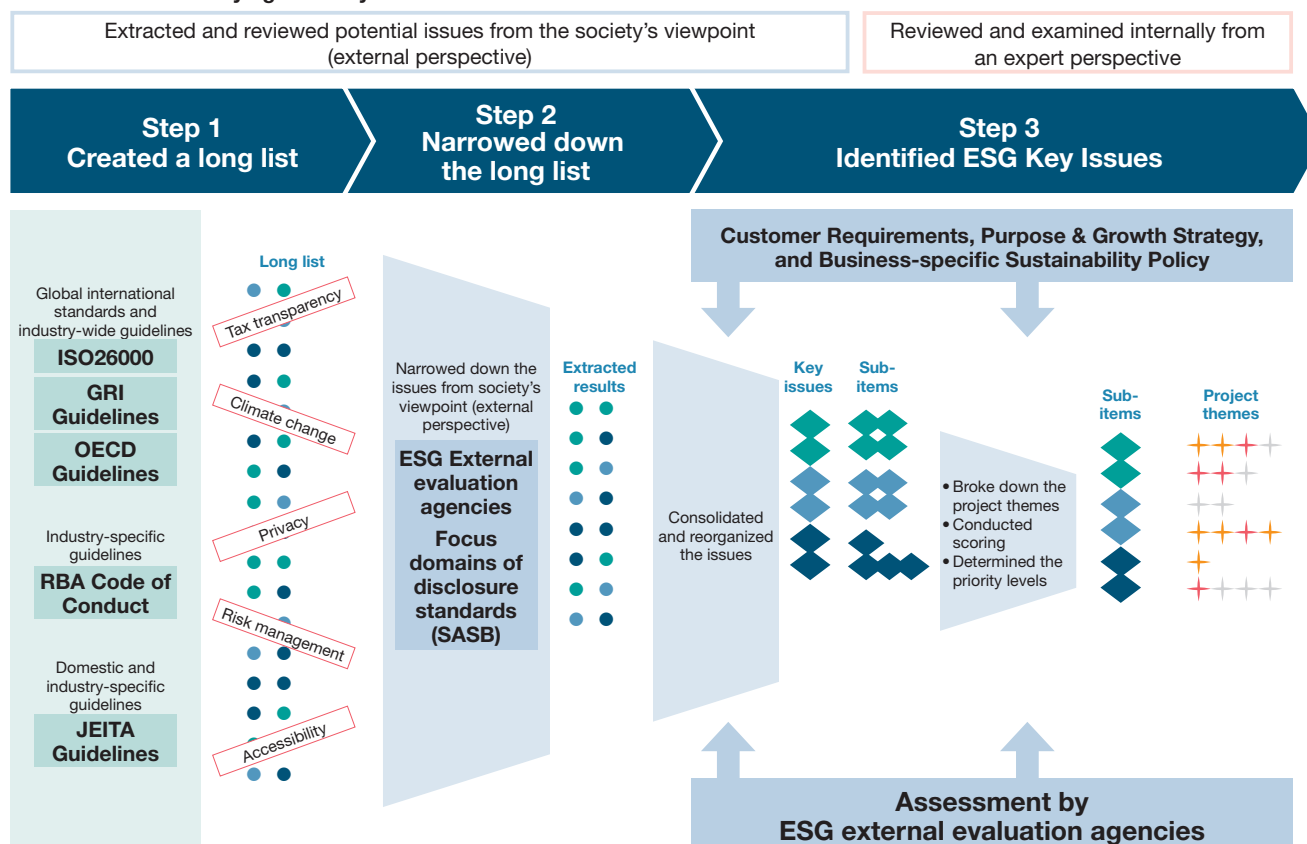 Extracted and reviewed potential issues from the society's viewpoint
(external perspective)
Reviewed and examined internally from
an expert perspective
Step 1
Created a long list
Step 2
Narrowed down
the long list
Step 3
Identified ESG Key Issues
Global international
standards and
industry-wide guidelines
ISO26000
GRI
Guidelines
OECD
Guidelines
Industry-specific
guidelines
RBA Code of
Conduct
Domestic and
industry-specific
guidelines
JEITA
Guidelines
Long list
Tax transparency
Climate change
Privacy
Risk management
Accessibility
Narrowed down the
issues from society's
viewpoint (external
perspective)
ESG External
evaluation
agencies
Focus
domains of
disclosure
standards
(SASB)
Extracted
results
Customer Requirements, Purpose & Growth Strategy,
and Business-specific Sustainability Policy
Consolidated
and reorganized
the issues
Key
issues
Sub-
items
• Broke down the
project themes
• Conducted
scoring
• Determined the
priority levels
Sub-
items
Project
themes
Assessment by
ESG external evaluation agencies